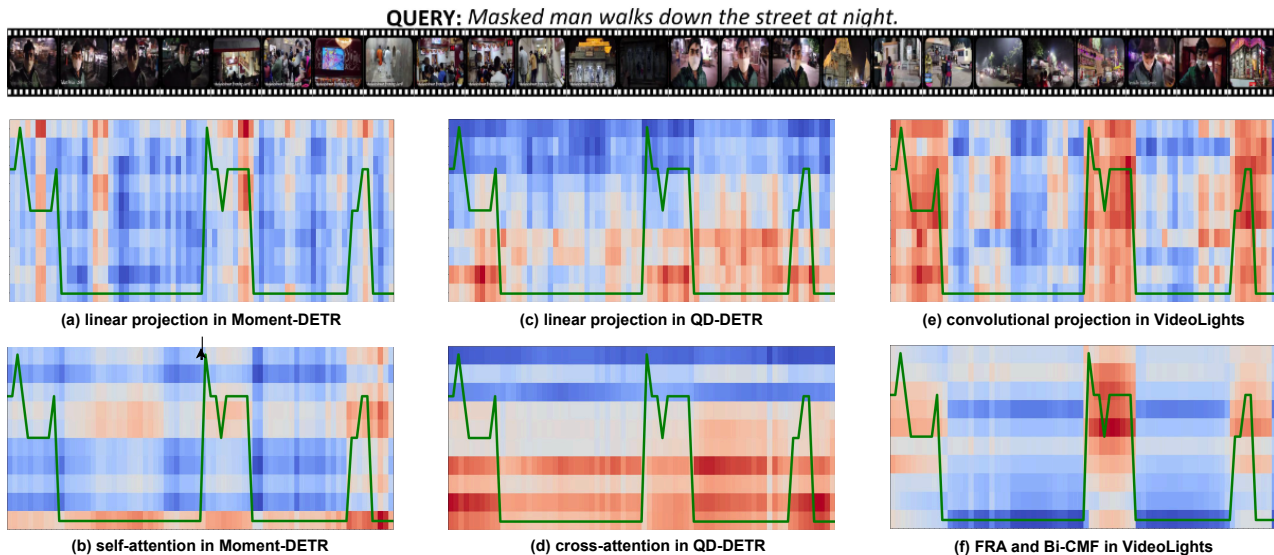 QUERY: Masked man walks down the street at night.
(a) linear projection in Moment-DETR
(c) linear projection in QD-DETR
(e) convolutional projection in VideoLights
(b) self-attention in Moment-DETR
(d) cross-attention in QD-DETR
(f) FRA and Bi-CMF in VideoLights